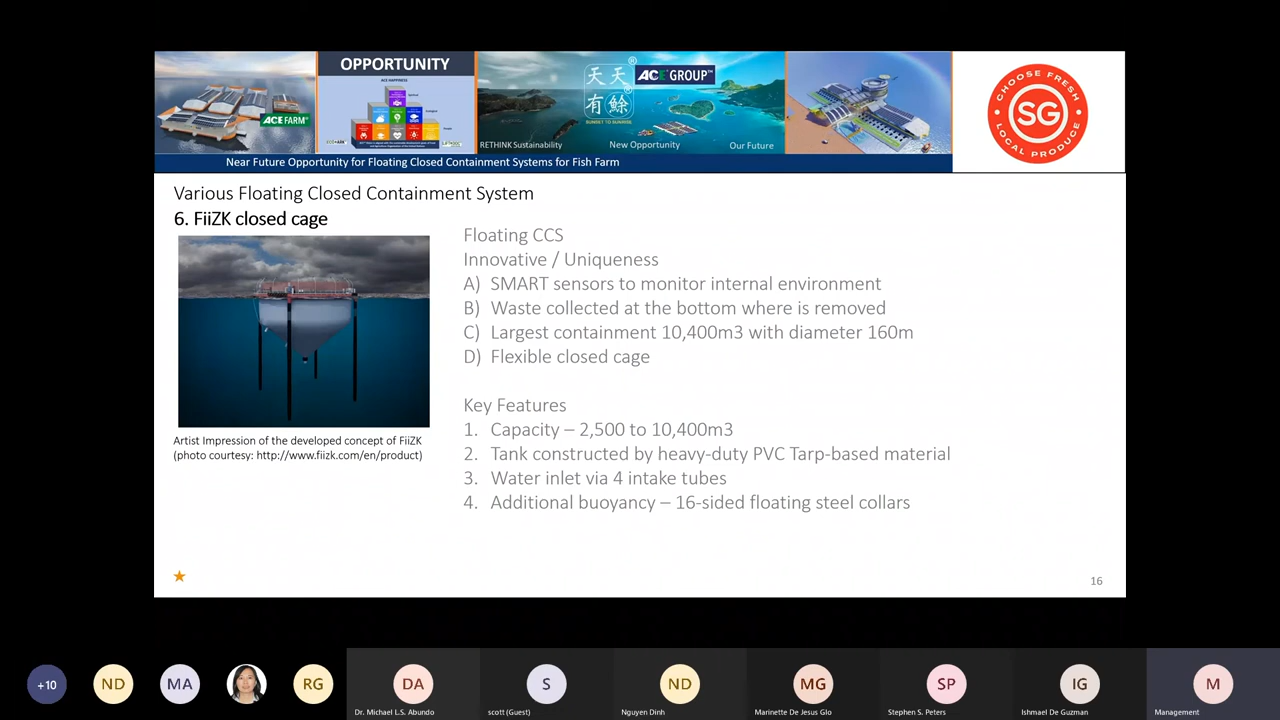 OPPORTUNITY
ACE HAPPINESS
ACE FARM
天天
有餘
SUNSET TO SUNRISE
ACE GROUP™
RETHINK Sustainability
New Opportunity
Our Future
CHOOSE FRESH
SG
LOCAL PRODUCE
Near Future Opportunity for Floating Closed Containment Systems for Fish Farm
Various Floating Closed Containment System
6. FiiZK closed cage
Artist Impression of the developed concept of FiiZK
(photo courtesy: http://www.fiizk.com/en/product)
Floating CCS
Innovative / Uniqueness
A) SMART sensors to monitor internal environment
B) Waste collected at the bottom where is removed
C) Largest containment 10,400m3 with diameter 160m
D) Flexible closed cage
Key Features
1. Capacity – 2,500 to 10,400m3
2. Tank constructed by heavy-duty PVC Tarp-based material
3. Water inlet via 4 intake tubes
4. Additional buoyancy – 16-sided floating steel collars
16
+10
ND
MA
RG
DA
Dr. Michael L.S. Abundo
S
scott (Guest)
ND
Nguyen Dinh
MG
Marinette De Jesus Glo
SP
Stephen S. Peters
IG
Ishmael De Guzman
M
Management